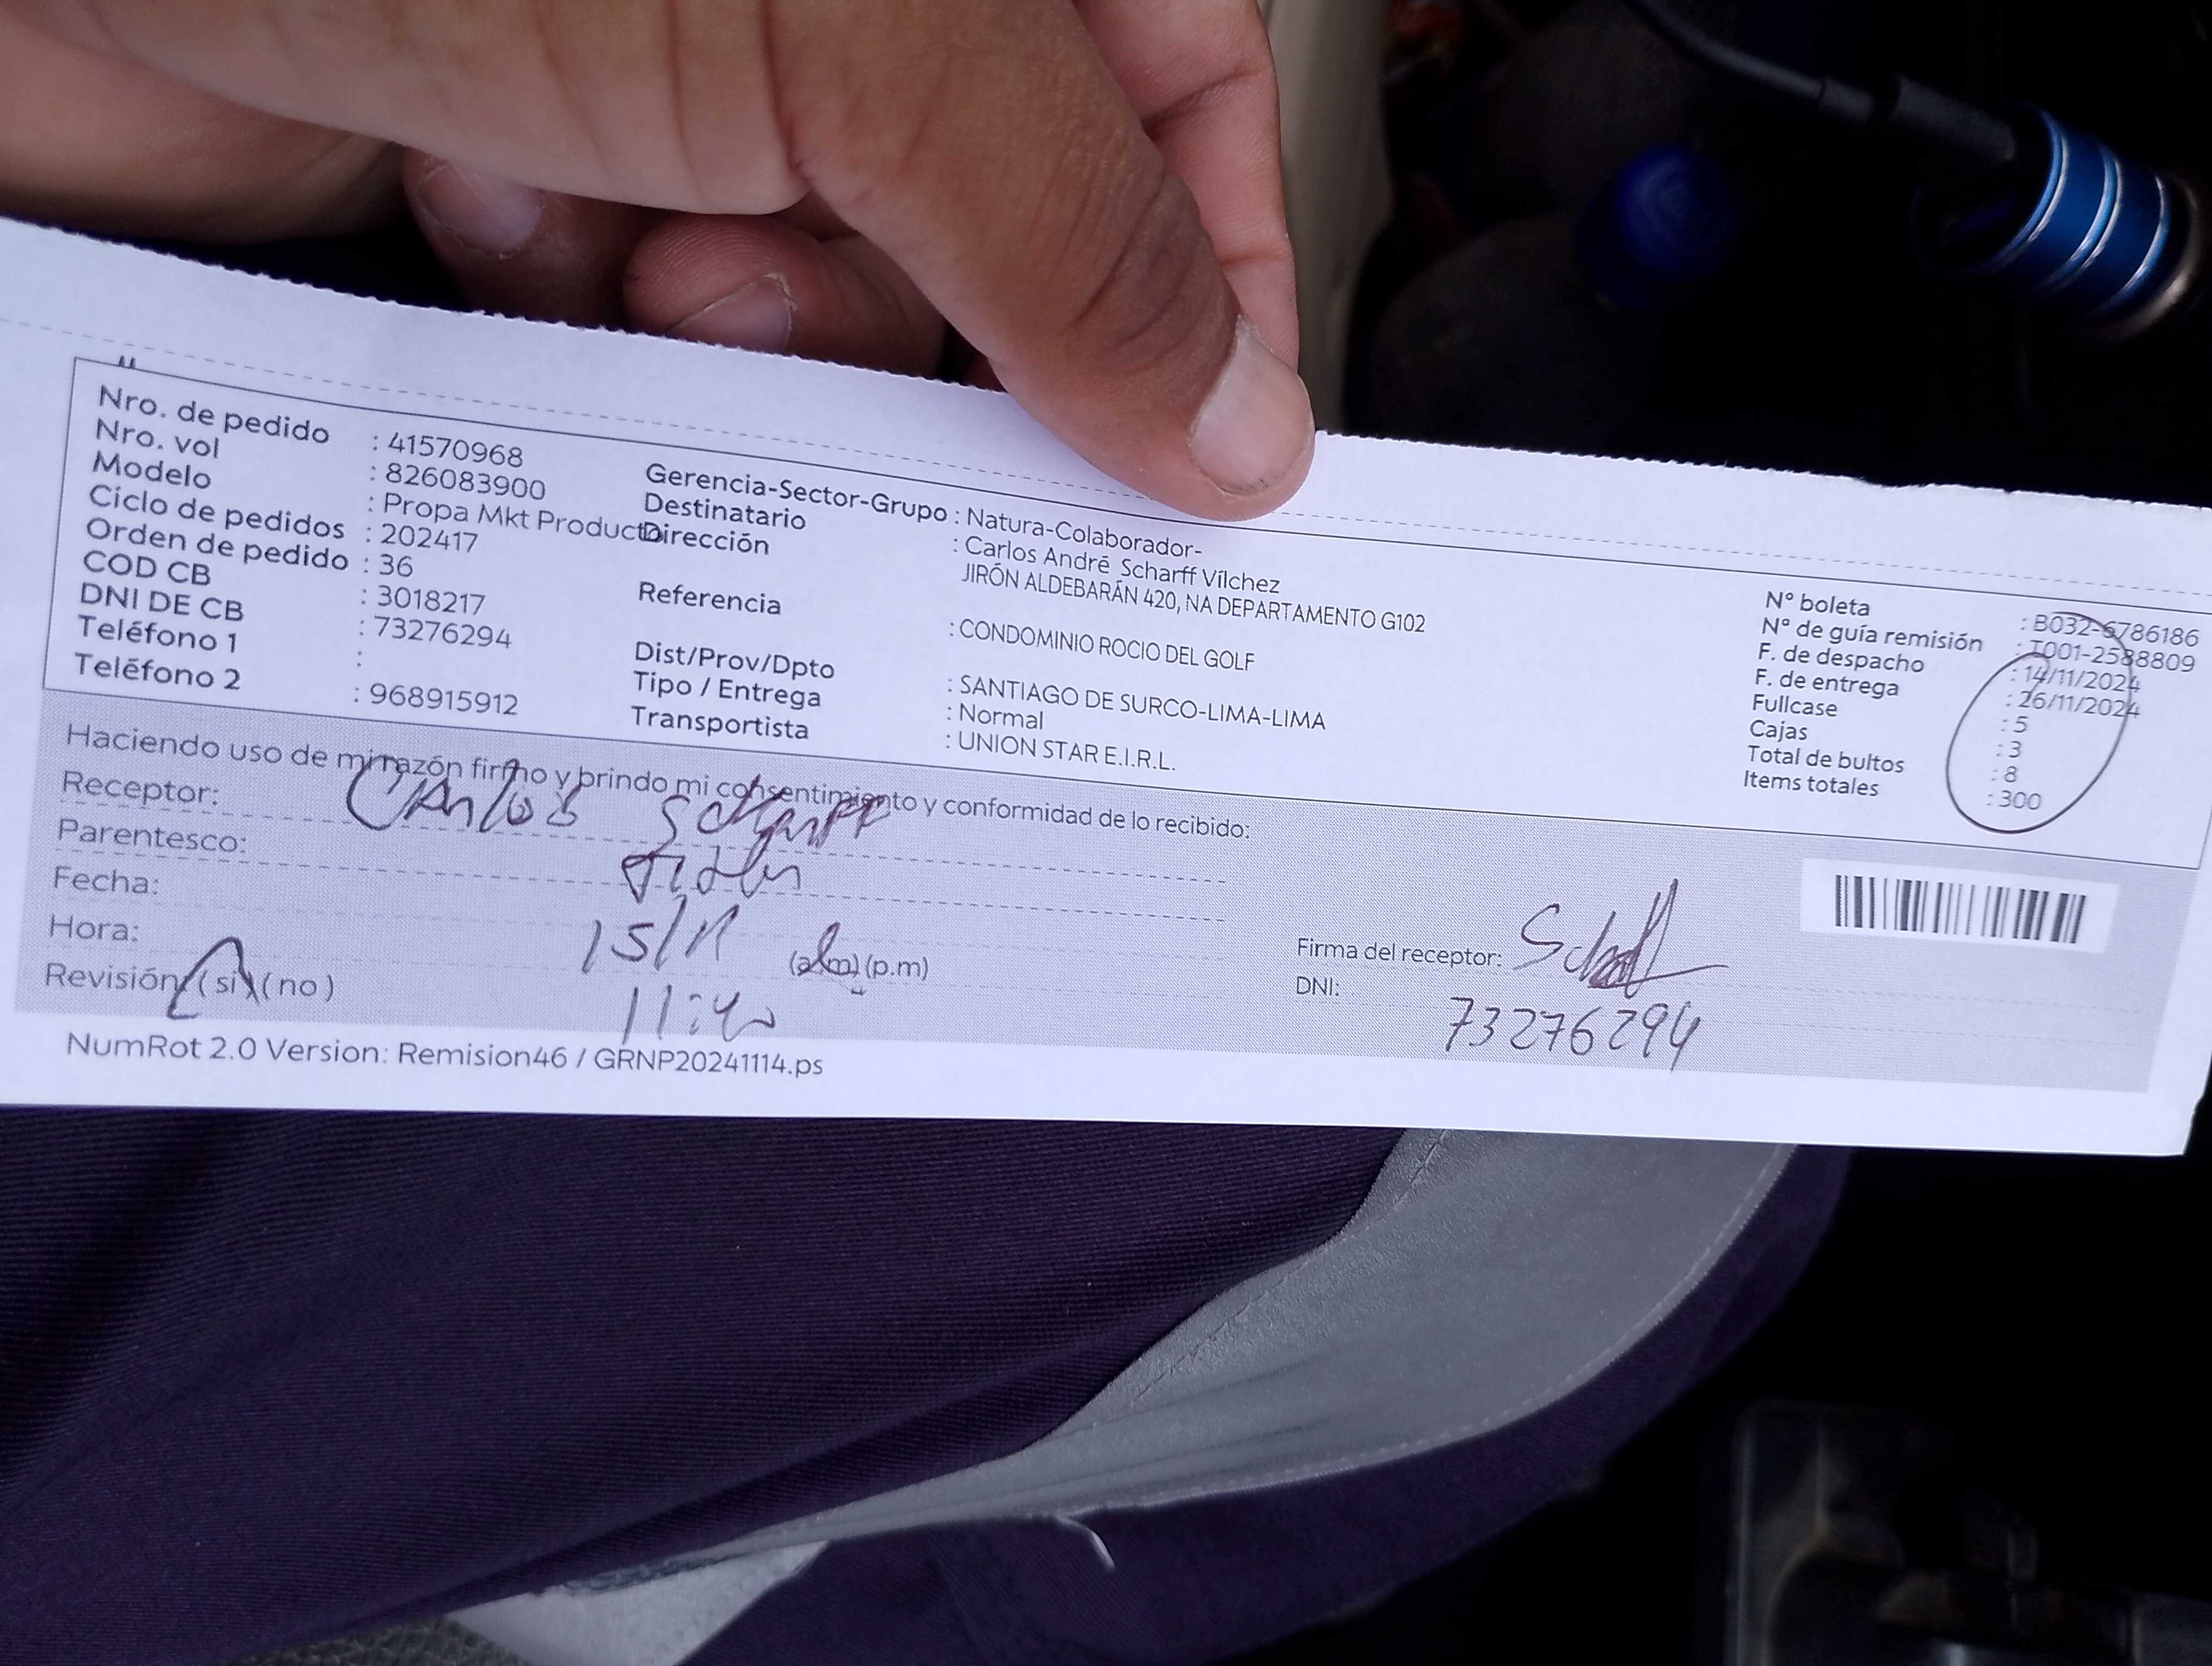 Nro. de pedido : 41570968
Nro. vol : 826083900
Modelo : Propa Mkt Producto
Ciclo de pedidos : 202417
Orden de pedido : 36
COD CB : 3018217
DNI DE CB : 73276294
Teléfono 1 :
Teléfono 2 : 968915912
Gerencia-Sector-Grupo : Natura-Colaborador-
Destinatario : Carlos André Scharff Vílchez
Dirección JIRÓN ALDEBARÁN 420, NA DEPARTAMENTO G102
Referencia : CONDOMINIO ROCIO DEL GOLF
Dist/Prov/Dpto : SANTIAGO DE SURCO-LIMA-LIMA
Tipo / Entrega : Normal
Transportista : UNION STAR E.I.R.L.
N° boleta : B032-6786186
N° de guía remisión : T001-2588809
F. de despacho : 14/11/2024
F. de entrega : 26/11/2024
Fullcase : 5
Cajas : 3
Total de bultos : 8
Items totales : 300
Haciendo uso de mi razón firmo y brindo mi consentimiento y conformidad de lo recibido:
Receptor: Carlos Scharff
Parentesco:
Fecha: 15/11
Hora: 11:40 (a.m) (p.m)
Revisión (si) (no)
Firma del receptor:
DNI: 73276294
NumRot 2.0 Version: Remision46 / GRNP20241114.ps